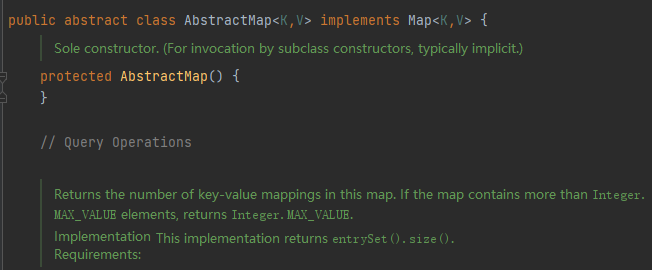 public abstract class AbstractMap<K,V> implements Map<K,V> {
Sole constructor. (For invocation by subclass constructors, typically implicit.)
protected AbstractMap() {
}
// Query Operations
Returns the number of key-value mappings in this map. If the map contains more than Integer.
MAX_VALUE elements, returns Integer.MAX_VALUE.
Implementation This implementation returns entrySet().size().
Requirements: